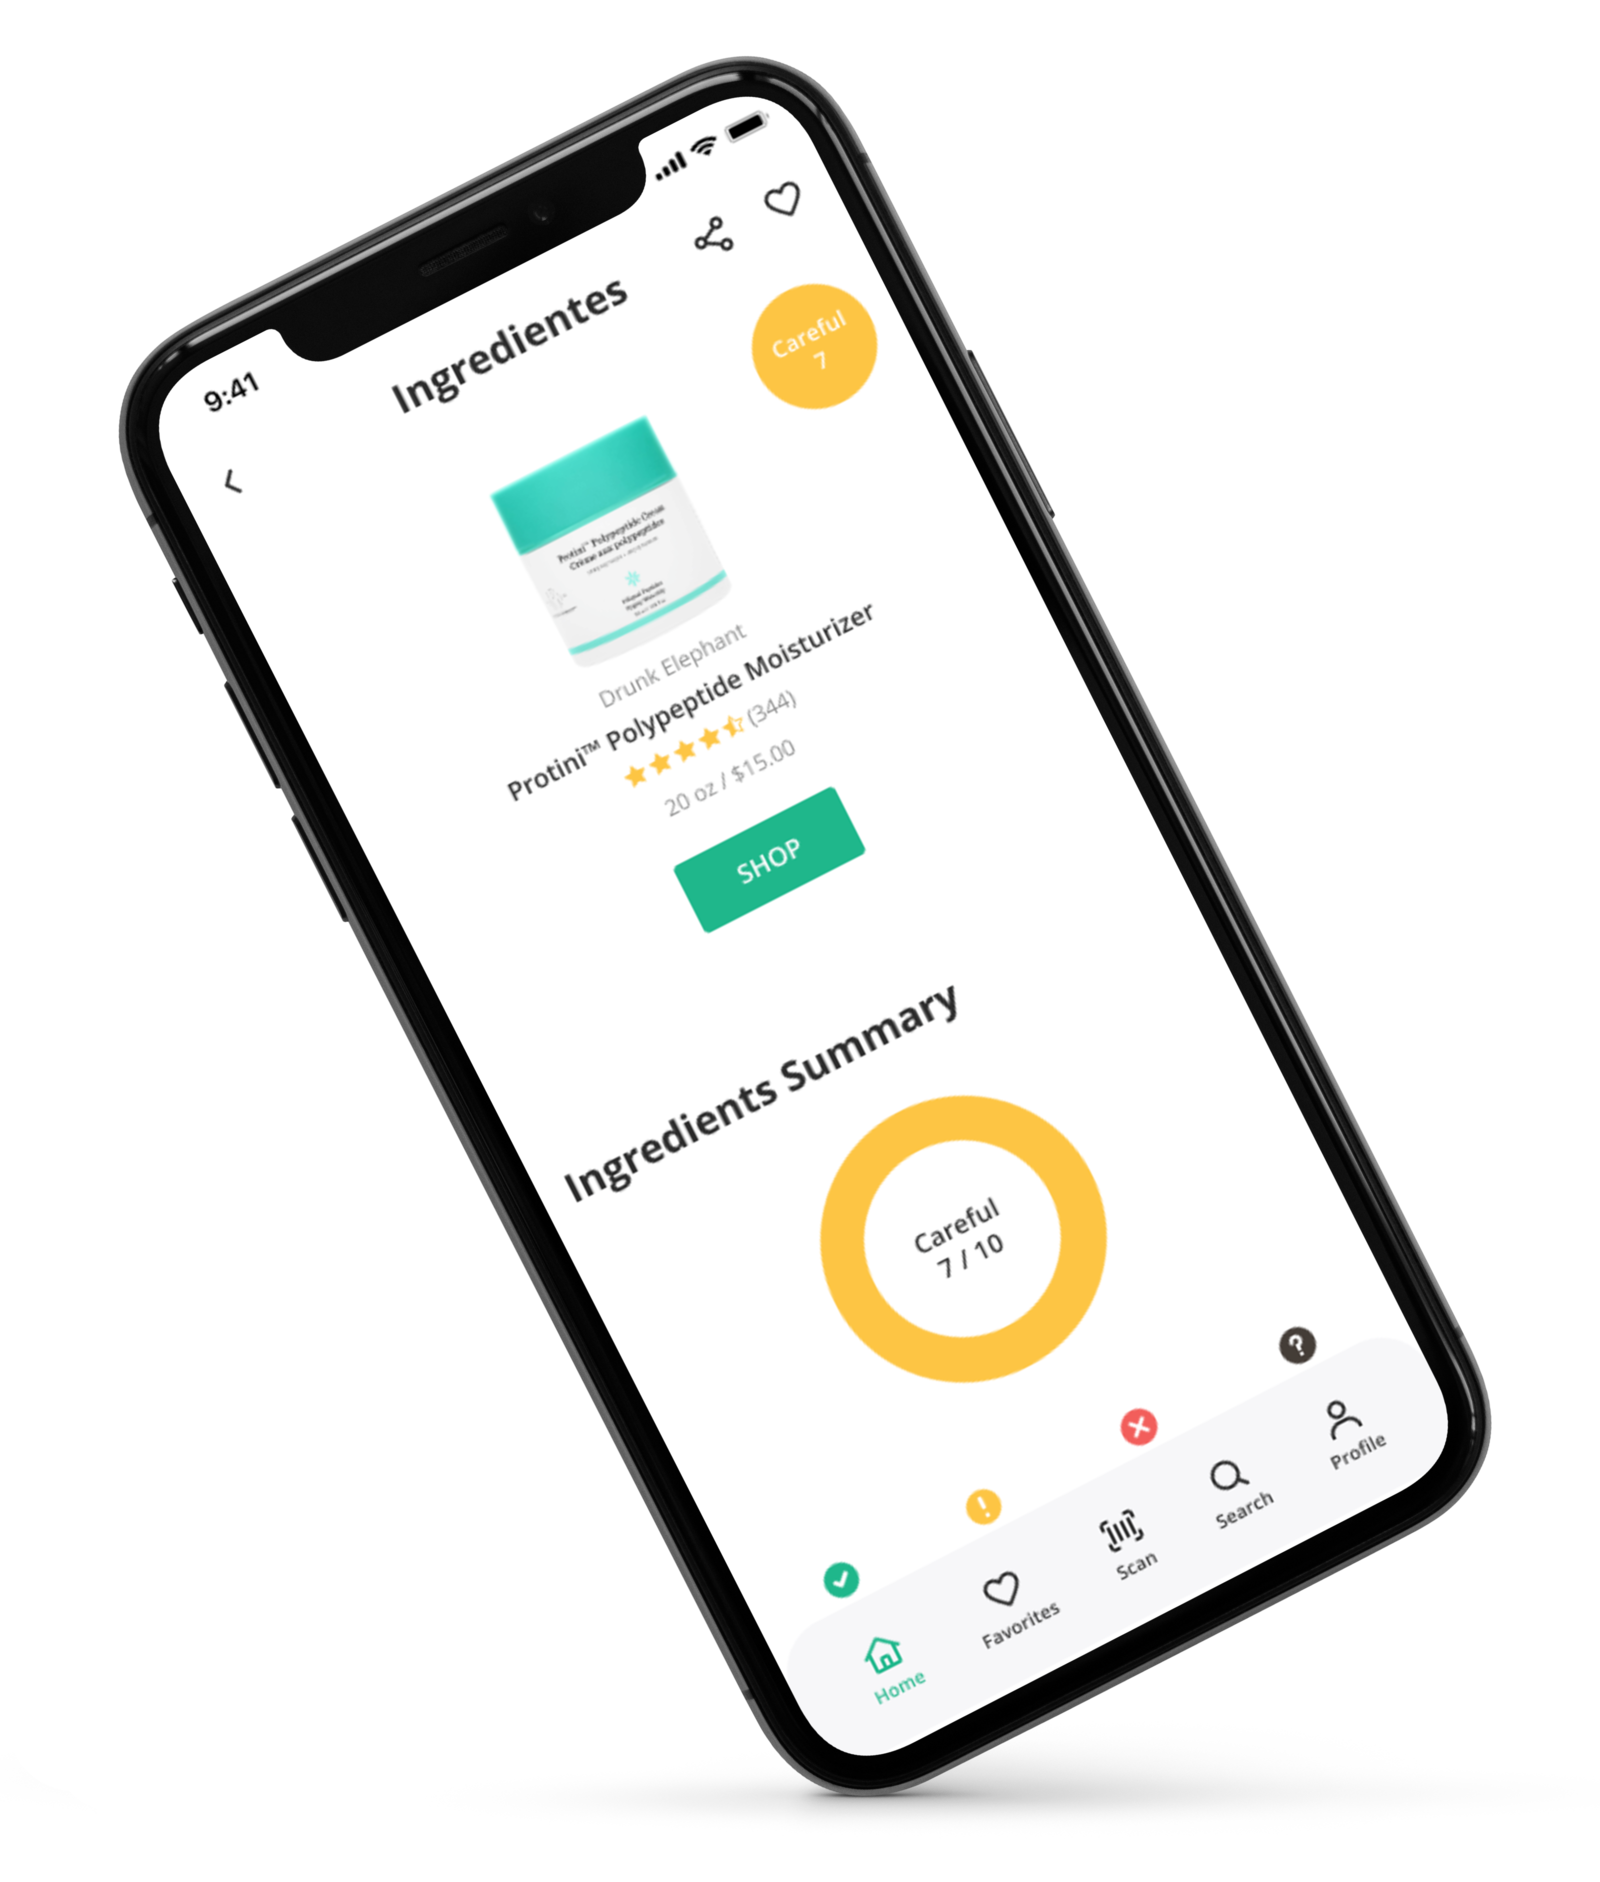 9:41
Ingredientes
Careful
7
Protini™ Polypeptide Cream
Crème aux polypeptides
Drunk Elephant
Protini™ Polypeptide Moisturizer
(344)
20 oz / $15.00
SHOP
Ingredients Summary
Careful
7 / 10
Home
Favorites
Scan
Search
Profile